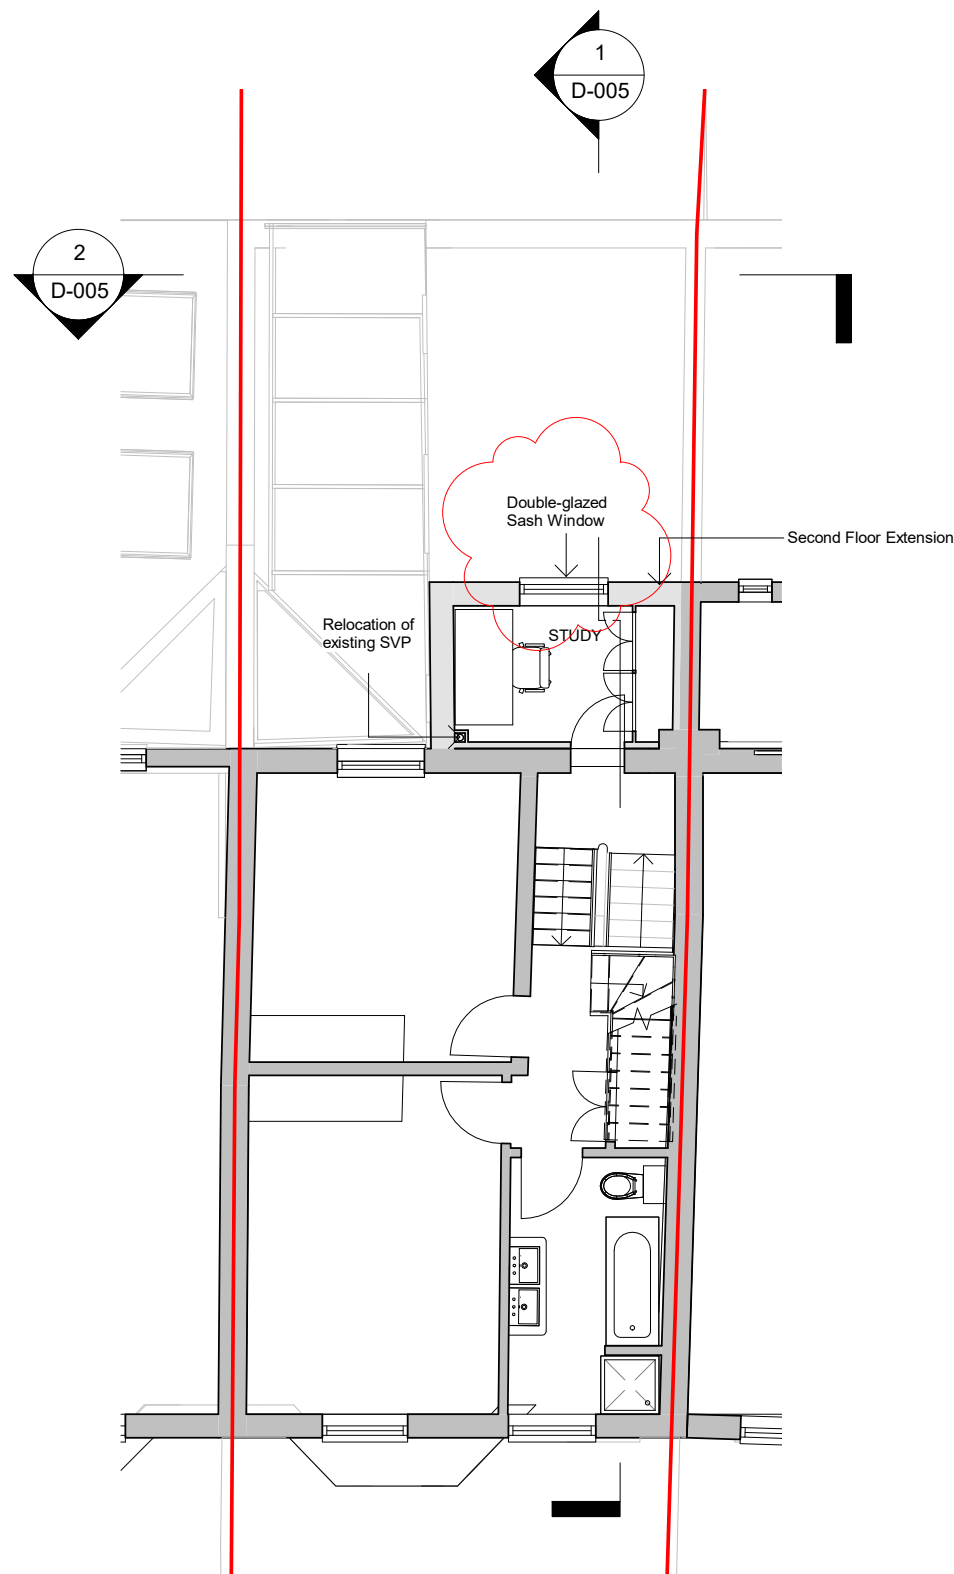 1
D-005
2
D-005
Double-glazed
Sash Window
Second Floor Extension
Relocation of
existing SVP
STUDY